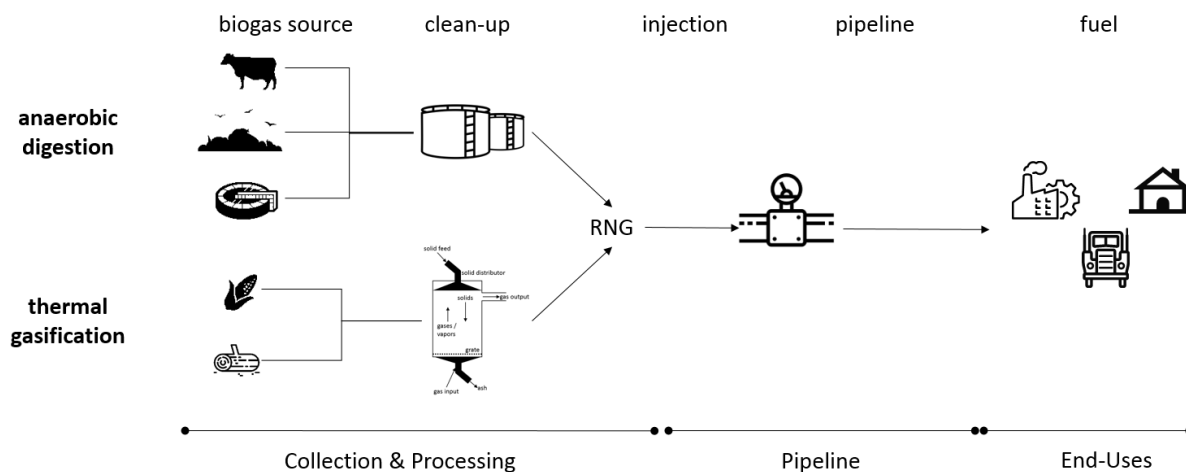 biogas source
clean-up
injection
pipeline
fuel
anaerobic
digestion
RNG
thermal
gasification
solid feed
solid distributor
solids
gas output
gases /
vapors
grate
gas input
ash
Collection & Processing
Pipeline
End-Uses